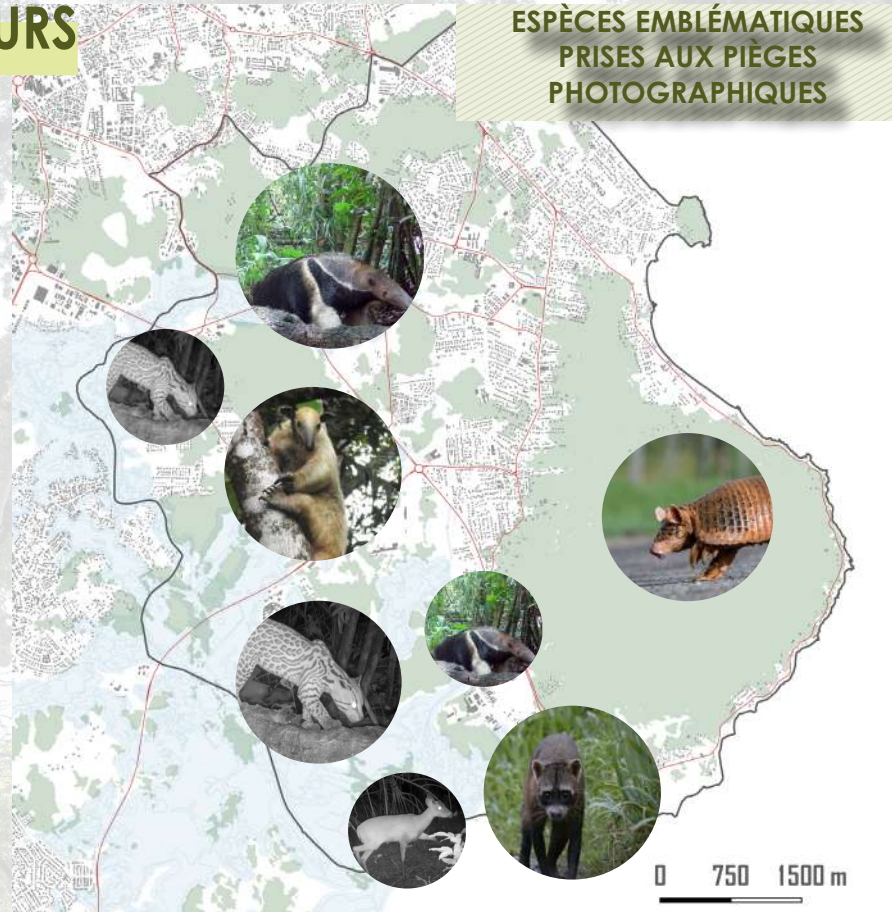 URS
ESPÈCES EMBLÉMATIQUES
PRISES AUX PIÈGES
PHOTOGRAPHIQUES
0 750 1500 m